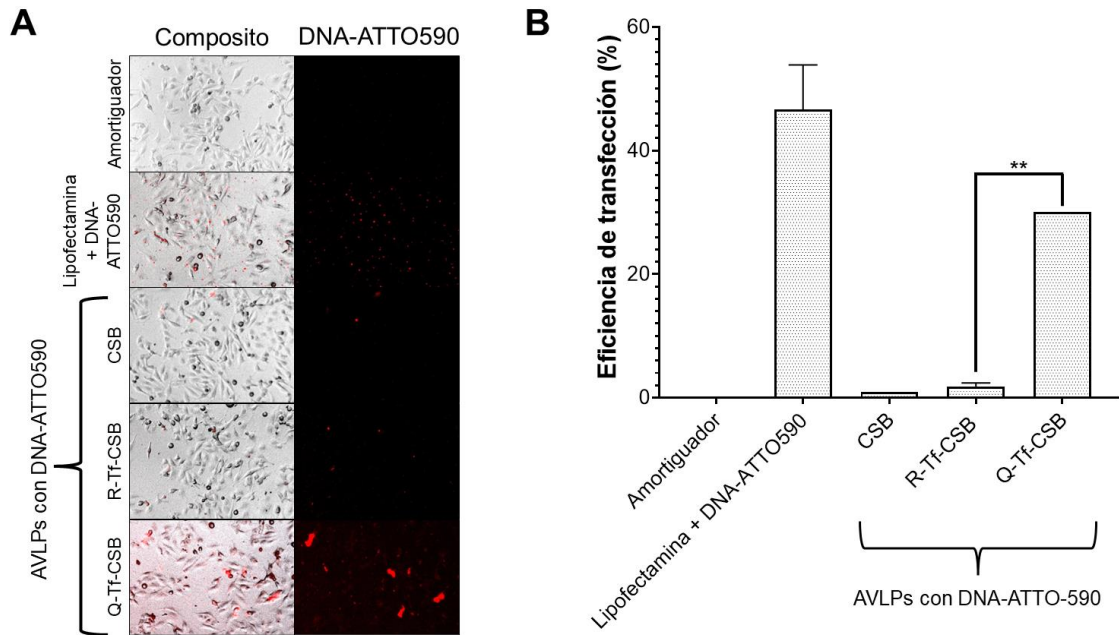 A
Composito
DNA-ATTO590
Amortiguador
Lipofectamina
+ DNA-
ATTO590
AVLPs con DNA-ATTO590
CSB
R-Tf-CSB
Q-Tf-CSB
B
Eficiencia de transfección (%)
60
40
20
0
**
Amortiguador
Lipofectamina + DNA-ATTO590
CSB
R-Tf-CSB
Q-Tf-CSB
AVLPs con DNA-ATTO-590